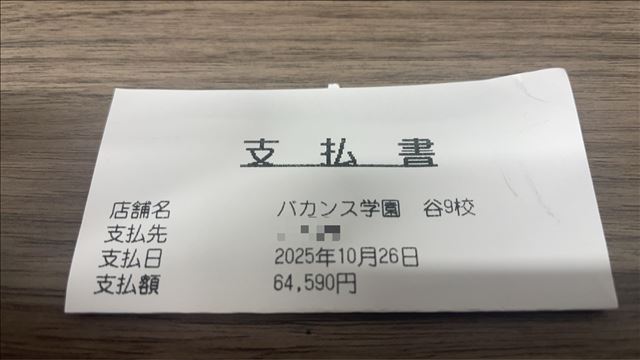 支払書
店舗名 バカンス学園 谷9校
支払先
支払日 2025年10月26日
支払額 64,590円